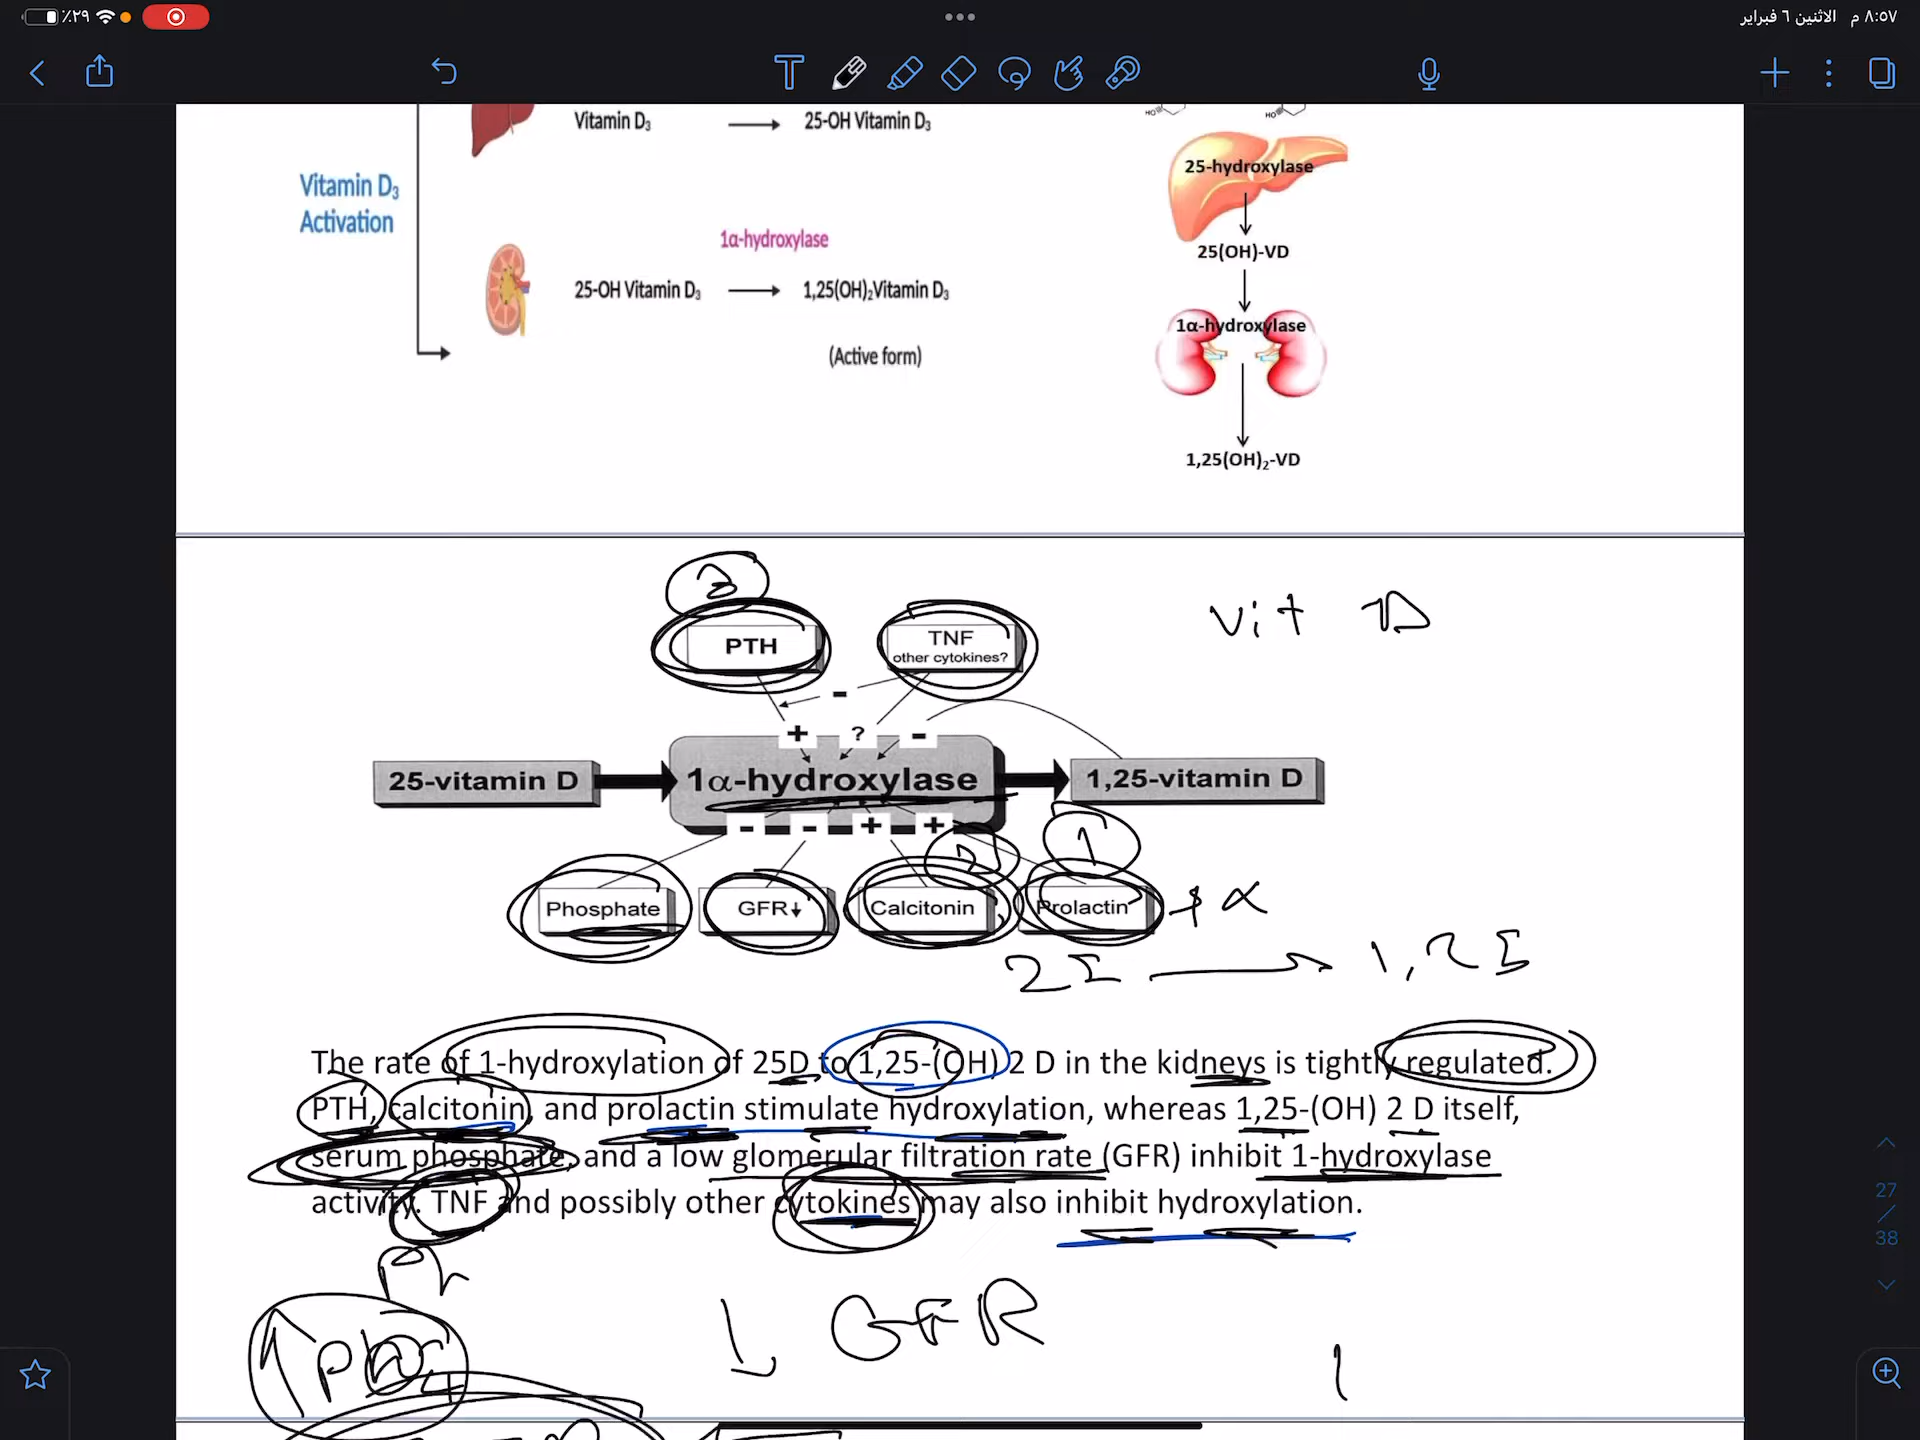 ٪٢٩
٨:٥٧ م الاثنين ٦ فبراير
T
Vitamin D₃ → 25-OH Vitamin D₃
HO HO
25-hydroxylase
Vitamin D₃
Activation
1α-hydroxylase
25(OH)-VD
25-OH Vitamin D₃ → 1,25(OH)₂Vitamin D₃
1α-hydroxylase
(Active form)
1,25(OH)₂-VD
3
PTH
TNF
other cytokines?
vit D
-
+ ? -
25-vitamin D
1α-hydroxylase
1,25-vitamin D
- - + +
2 1
Phosphate
GFR↓
Calcitonin
Prolactin
+ α
25 → 1,25
The rate of 1-hydroxylation of 25D to 1,25-(OH) 2 D in the kidneys is tightly regulated.
PTH, calcitonin, and prolactin stimulate hydroxylation, whereas 1,25-(OH) 2 D itself,
serum phosphate, and a low glomerular filtration rate (GFR) inhibit 1-hydroxylase
activity. TNF and possibly other cytokines may also inhibit hydroxylation.
27
/
38
↓ GFR